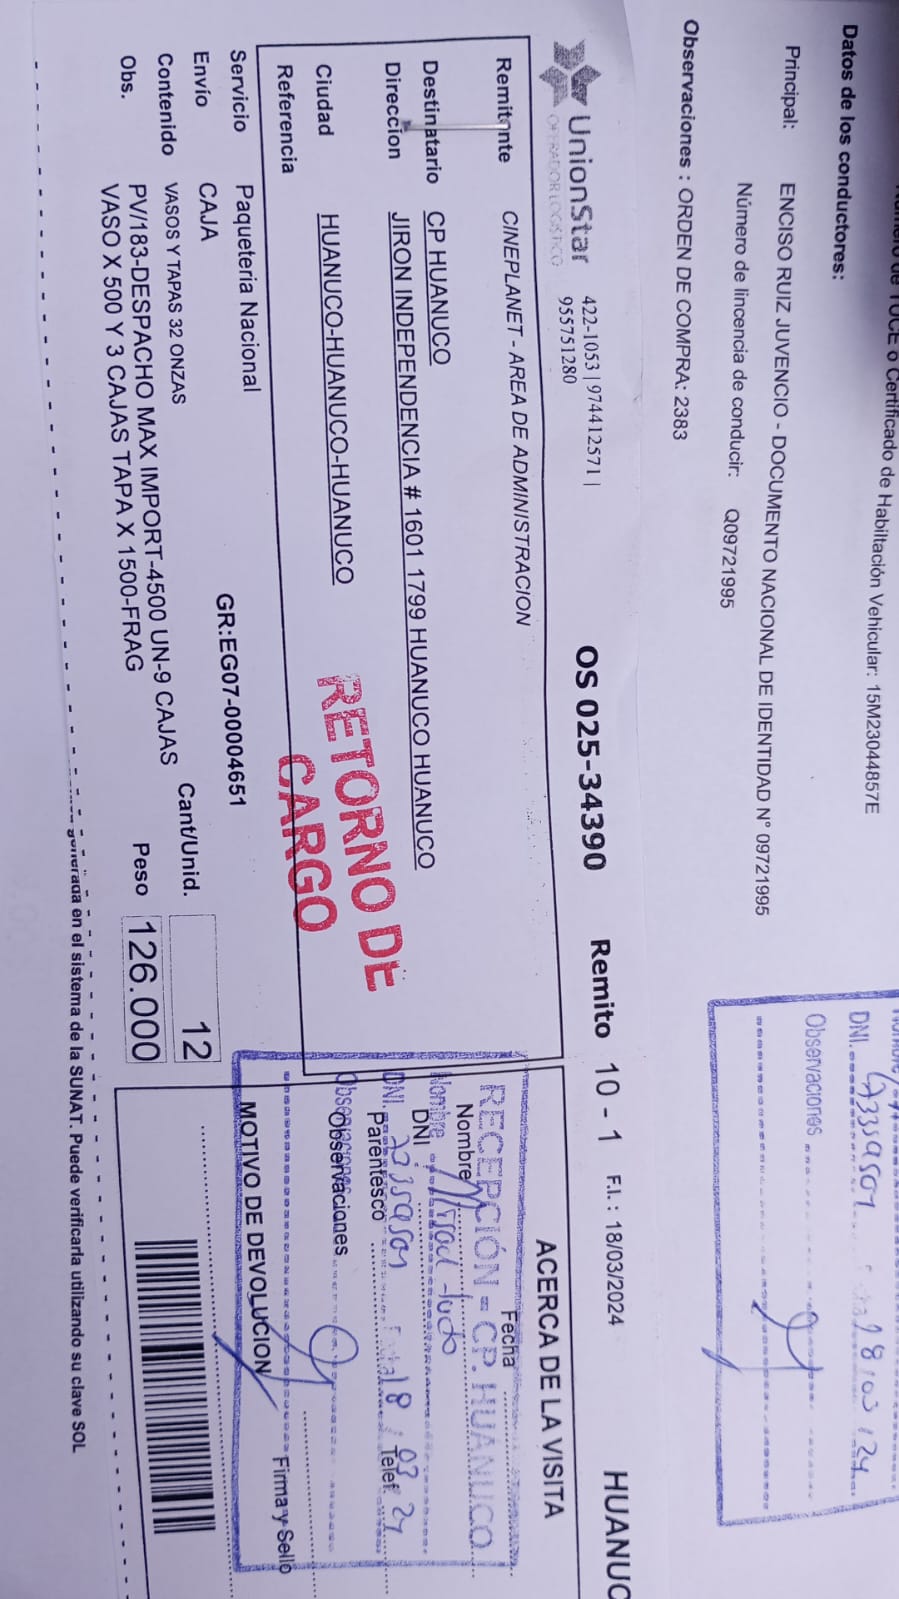 Certificado de Habilitación Vehicular: 15M23044857E
Datos de los conductores:
Principal: ENCISO RUIZ JUVENCIO - DOCUMENTO NACIONAL DE IDENTIDAD N° 09721995
Número de lincencia de conducir: Q09721995
Observaciones : ORDEN DE COMPRA: 2383
DNI.
18/03/24
Observaciones
UnionStar
OPERADOR LOGÍSTICO
422-1053 | 974412571 |
955751280
OS 025-34390 Remito 10 - 1 F.I.: 18/03/2024 HUANUC
Remitente CINEPLANET - AREA DE ADMINISTRACION
Destinatario CP HUANUCO
Direccion JIRON INDEPENDENCIA # 1601 1799 HUANUCO HUANUCO
Ciudad HUANUCO-HUANUCO-HUANUCO
Referencia
RETORNO DE
CARGO
ACERCA DE LA VISITA
Fecha
RECEPCIÓN - CP. HUANUCO
Nombre
Nombre
DNI
DNI. 18/03/24 Telef.
Parentesco
Observaciones
Observaciones
Firma y Sello
MOTIVO DE DEVOLUCION
Servicio Paqueteria Nacional GR:EG07-00004651
Envío CAJA Cant/Unid. 12
Contenido VASOS Y TAPAS 32 ONZAS
Obs. PV/183-DESPACHO MAX IMPORT-4500 UN-9 CAJAS
VASO X 500 Y 3 CAJAS TAPA X 1500-FRAG
Peso 126.000
generada en el sistema de la SUNAT. Puede verificarla utilizando su clave SOL